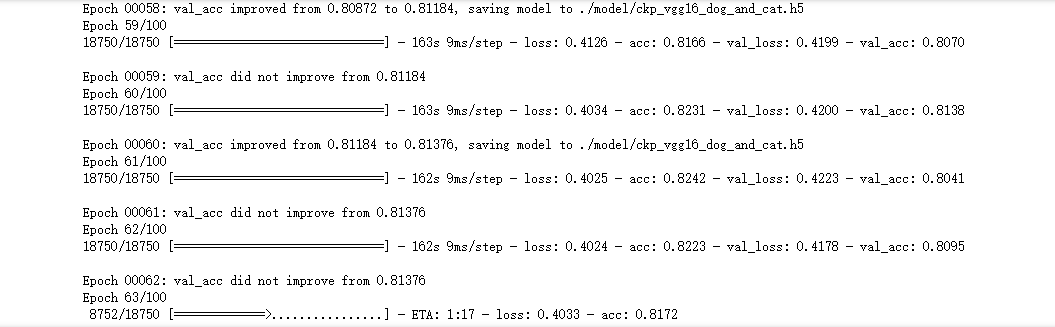 Epoch 00058: val_acc improved from 0.80872 to 0.81184, saving model to ./model/ckp_vgg16_dog_and_cat.h5
Epoch 59/100
18750/18750 [==============================] - 163s 9ms/step - loss: 0.4126 - acc: 0.8166 - val_loss: 0.4199 - val_acc: 0.8070
Epoch 00059: val_acc did not improve from 0.81184
Epoch 60/100
18750/18750 [==============================] - 163s 9ms/step - loss: 0.4034 - acc: 0.8231 - val_loss: 0.4200 - val_acc: 0.8138
Epoch 00060: val_acc improved from 0.81184 to 0.81376, saving model to ./model/ckp_vgg16_dog_and_cat.h5
Epoch 61/100
18750/18750 [==============================] - 162s 9ms/step - loss: 0.4025 - acc: 0.8242 - val_loss: 0.4223 - val_acc: 0.8041
Epoch 00061: val_acc did not improve from 0.81376
Epoch 62/100
18750/18750 [==============================] - 162s 9ms/step - loss: 0.4024 - acc: 0.8223 - val_loss: 0.4178 - val_acc: 0.8095
Epoch 00062: val_acc did not improve from 0.81376
Epoch 63/100
8752/18750 [=============>................] - ETA: 1:17 - loss: 0.4033 - acc: 0.8172